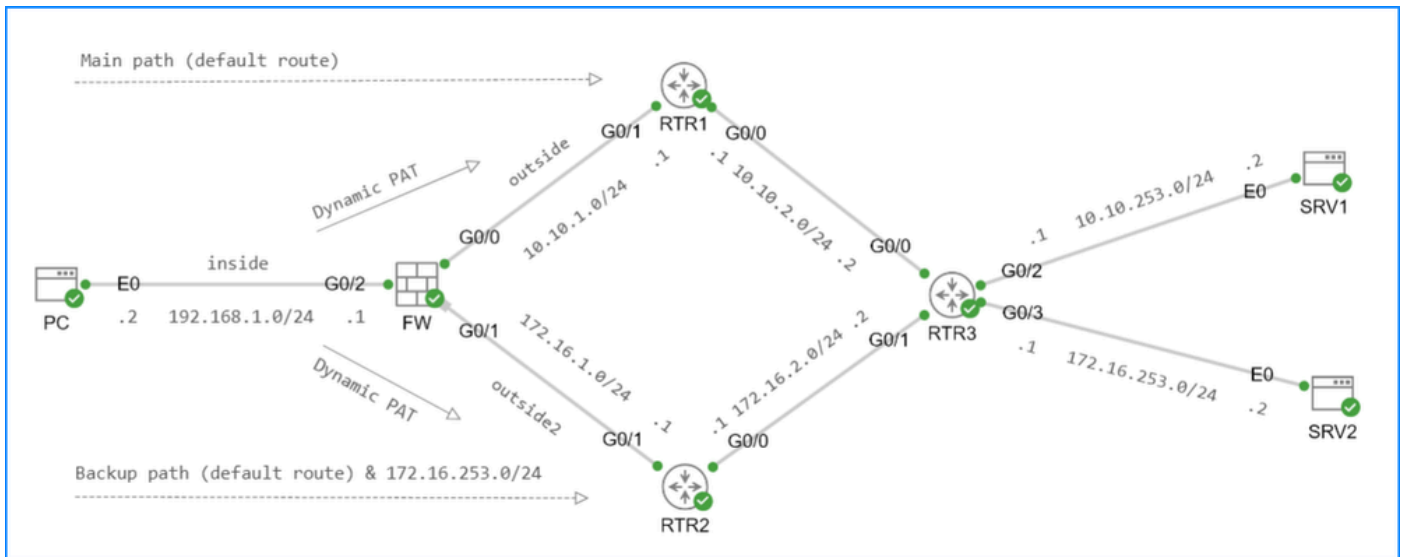 Main path (default route)
RTR1
G0/1
G0/0
outside
.1
.1 10.10.2.0/24 .2
Dynamic PAT
10.10.1.0/24
G0/0
G0/0
10.10.253.0/24
.2
.1
E0
SRV1
G0/2
inside
E0
G0/2
PC
.2
192.168.1.0/24
.1
FW
G0/1
172.16.1.0/24
RTR3
G0/3
G0/1
.1 172.16.2.0/24 .2
.1
172.16.253.0/24
.2
E0
SRV2
Dynamic PAT
outside2
.1
G0/1
G0/0
Backup path (default route) & 172.16.253.0/24
RTR2